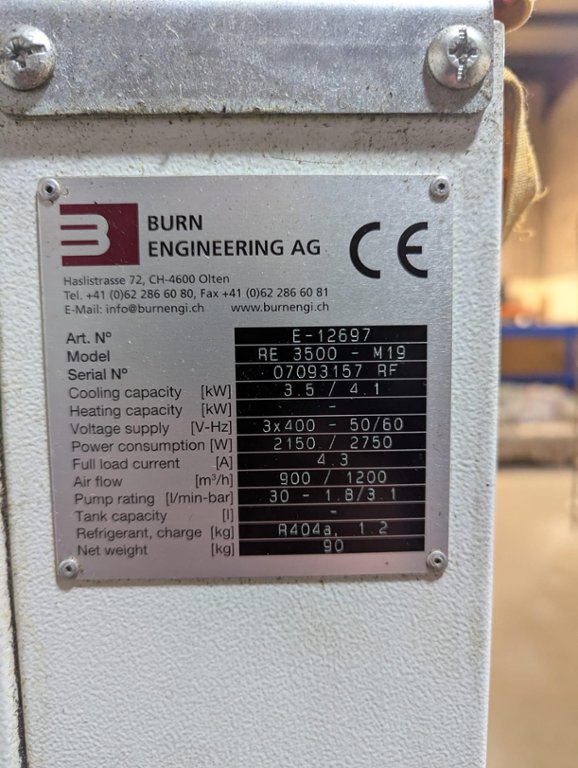 BURN
ENGINEERING AG
CE
Haslistrasse 72, CH-4600 Olten
Tel. +41 (0)62 286 60 80, Fax +41 (0)62 286 60 81
E-Mail: info@burnengi.ch www.burnengi.ch
Art. N° E-12697
Model RE 3500 - M19
Serial N° 07093157 RF
Cooling capacity [kW] 3.5 / 4.1
Heating capacity [kW] -
Voltage supply [V-Hz] 3x400 - 50/60
Power consumption [W] 2150 / 2750
Full load current [A] 4.3
Air flow [m³/h] 900 / 1200
Pump rating [l/min-bar] 30 - 1.8/3.1
Tank capacity [l] -
Refrigerant, charge [kg] R404a, 1.2
Net weight [kg] 90